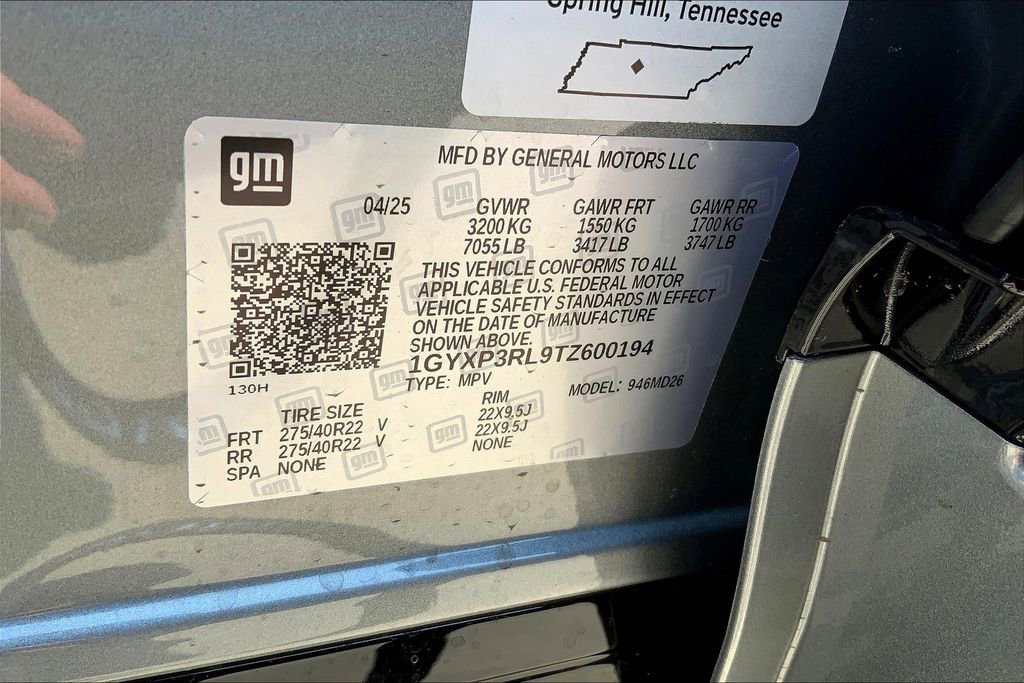 Spring Hill, Tennessee
gm
MFD BY GENERAL MOTORS LLC
04/25 GVWR GAWR FRT GAWR RR
3200 KG 1550 KG 1700 KG
7055 LB 3417 LB 3747 LB
THIS VEHICLE CONFORMS TO ALL
APPLICABLE U.S. FEDERAL MOTOR
VEHICLE SAFETY STANDARDS IN EFFECT
ON THE DATE OF MANUFACTURE
SHOWN ABOVE.
1GYXP3RL9TZ600194
130H
TYPE: MPV MODEL: 946MD26
TIRE SIZE RIM
FRT 275/40R22 V 22X9.5J
RR 275/40R22 V 22X9.5J
SPA NONE NONE